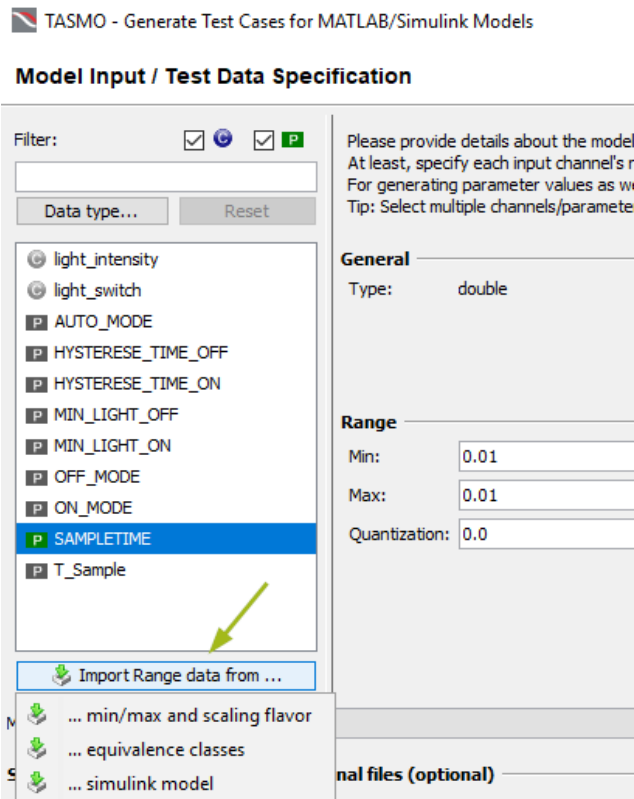 TASMO - Generate Test Cases for MATLAB/Simulink Models
Model Input / Test Data Specification
Filter: C P
Data type... Reset
C light_intensity
C light_switch
P AUTO_MODE
P HYSTERESE_TIME_OFF
P HYSTERESE_TIME_ON
P MIN_LIGHT_OFF
P MIN_LIGHT_ON
P OFF_MODE
P ON_MODE
P SAMPLETIME
P T_Sample
Import Range data from ...
... min/max and scaling flavor
... equivalence classes
... simulink model
Please provide details about the model
At least, specify each input channel's
For generating parameter values as
Tip: Select multiple channels/parameter
General
Type: double
Range
Min: 0.01
Max: 0.01
Quantization: 0.0
nal files (optional)